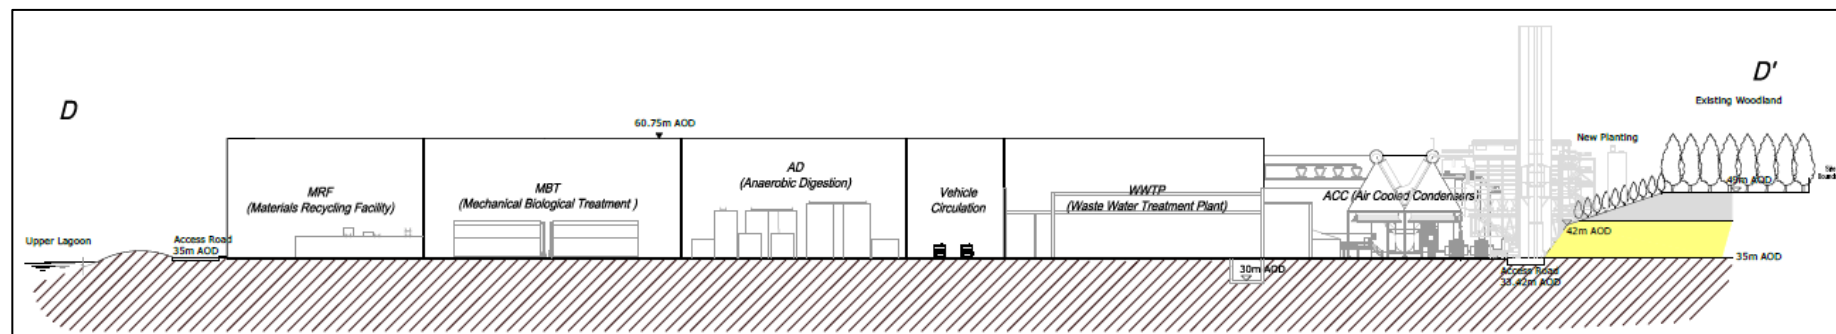 D
D'
Existing Woodland
60.75m AOD
New Planting
AD
(Anaerobic Digestion)
MRF
(Materials Recycling Facility)
MBT
(Mechanical Biological Treatment )
Vehicle
Circulation
WWTP
(Waste Water Treatment Plant)
ACC (Air Cooled Condensers)
49m AOD
Upper Lagoon
Access Road
35m AOD
42m AOD
35m AOD
30m AOD
Access Road
33.42m AOD